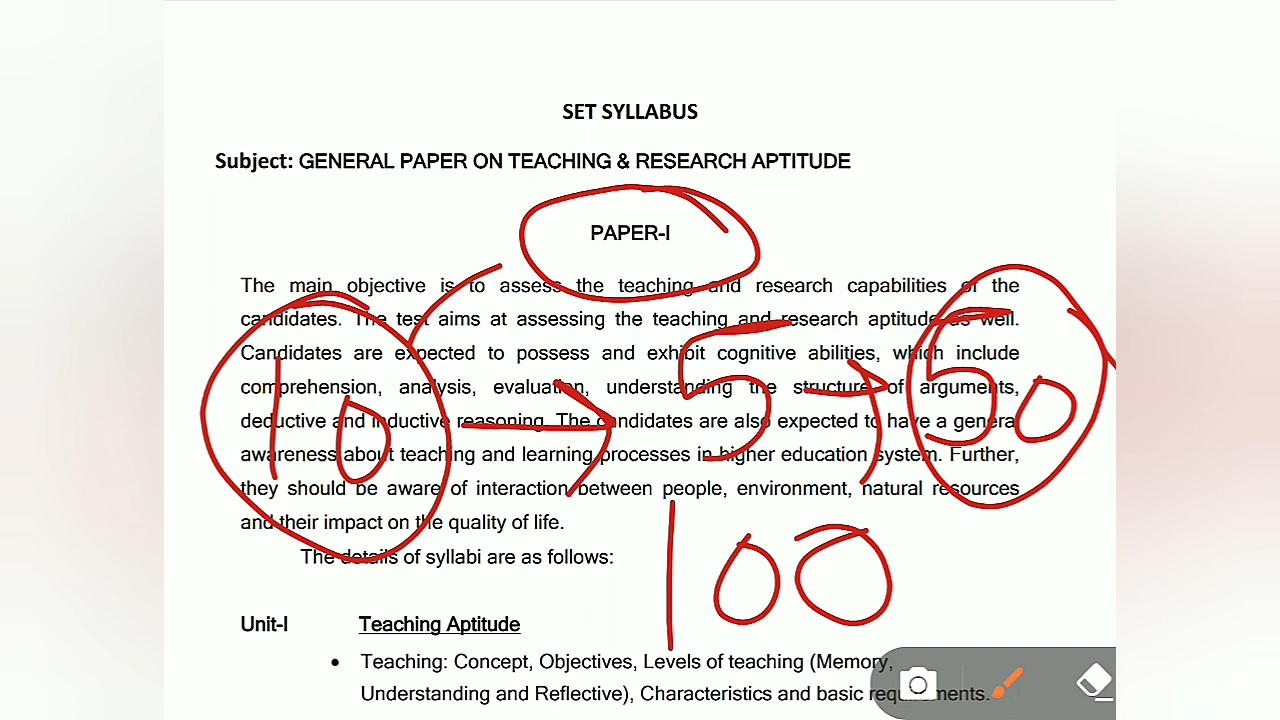 SET SYLLABUS
Subject: GENERAL PAPER ON TEACHING & RESEARCH APTITUDE
PAPER-I
The main objective is to assess the teaching and research capabilities of the
candidates. The test aims at assessing the teaching and research aptitude as well.
Candidates are expected to possess and exhibit cognitive abilities, which include
comprehension, analysis, evaluation, understanding the structure of arguments,
deductive and inductive reasoning. The candidates are also expected to have a general
awareness about teaching and learning processes in higher education system. Further,
they should be aware of interaction between people, environment, natural resources
and their impact on the quality of life.
10 → 5 → 50
100
The details of syllabi are as follows:
Unit-I Teaching Aptitude
• Teaching: Concept, Objectives, Levels of teaching (Memory,
Understanding and Reflective), Characteristics and basic requirements.